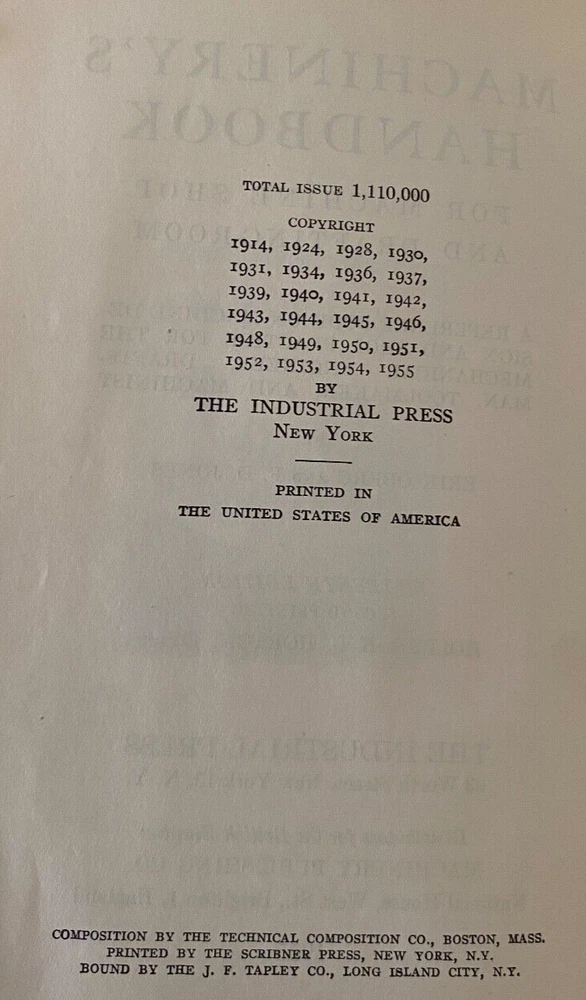 TOTAL ISSUE 1,110,000
COPYRIGHT
1914, 1924, 1928, 1930,
1931, 1934, 1936, 1937,
1939, 1940, 1941, 1942,
1943, 1944, 1945, 1946,
1948, 1949, 1950, 1951,
1952, 1953, 1954, 1955
BY
THE INDUSTRIAL PRESS
NEW YORK
PRINTED IN
THE UNITED STATES OF AMERICA
COMPOSITION BY THE TECHNICAL COMPOSITION CO., BOSTON, MASS.
PRINTED BY THE SCRIBNER PRESS, NEW YORK, N.Y.
BOUND BY THE J. F. TAPLEY CO., LONG ISLAND CITY, N.Y.